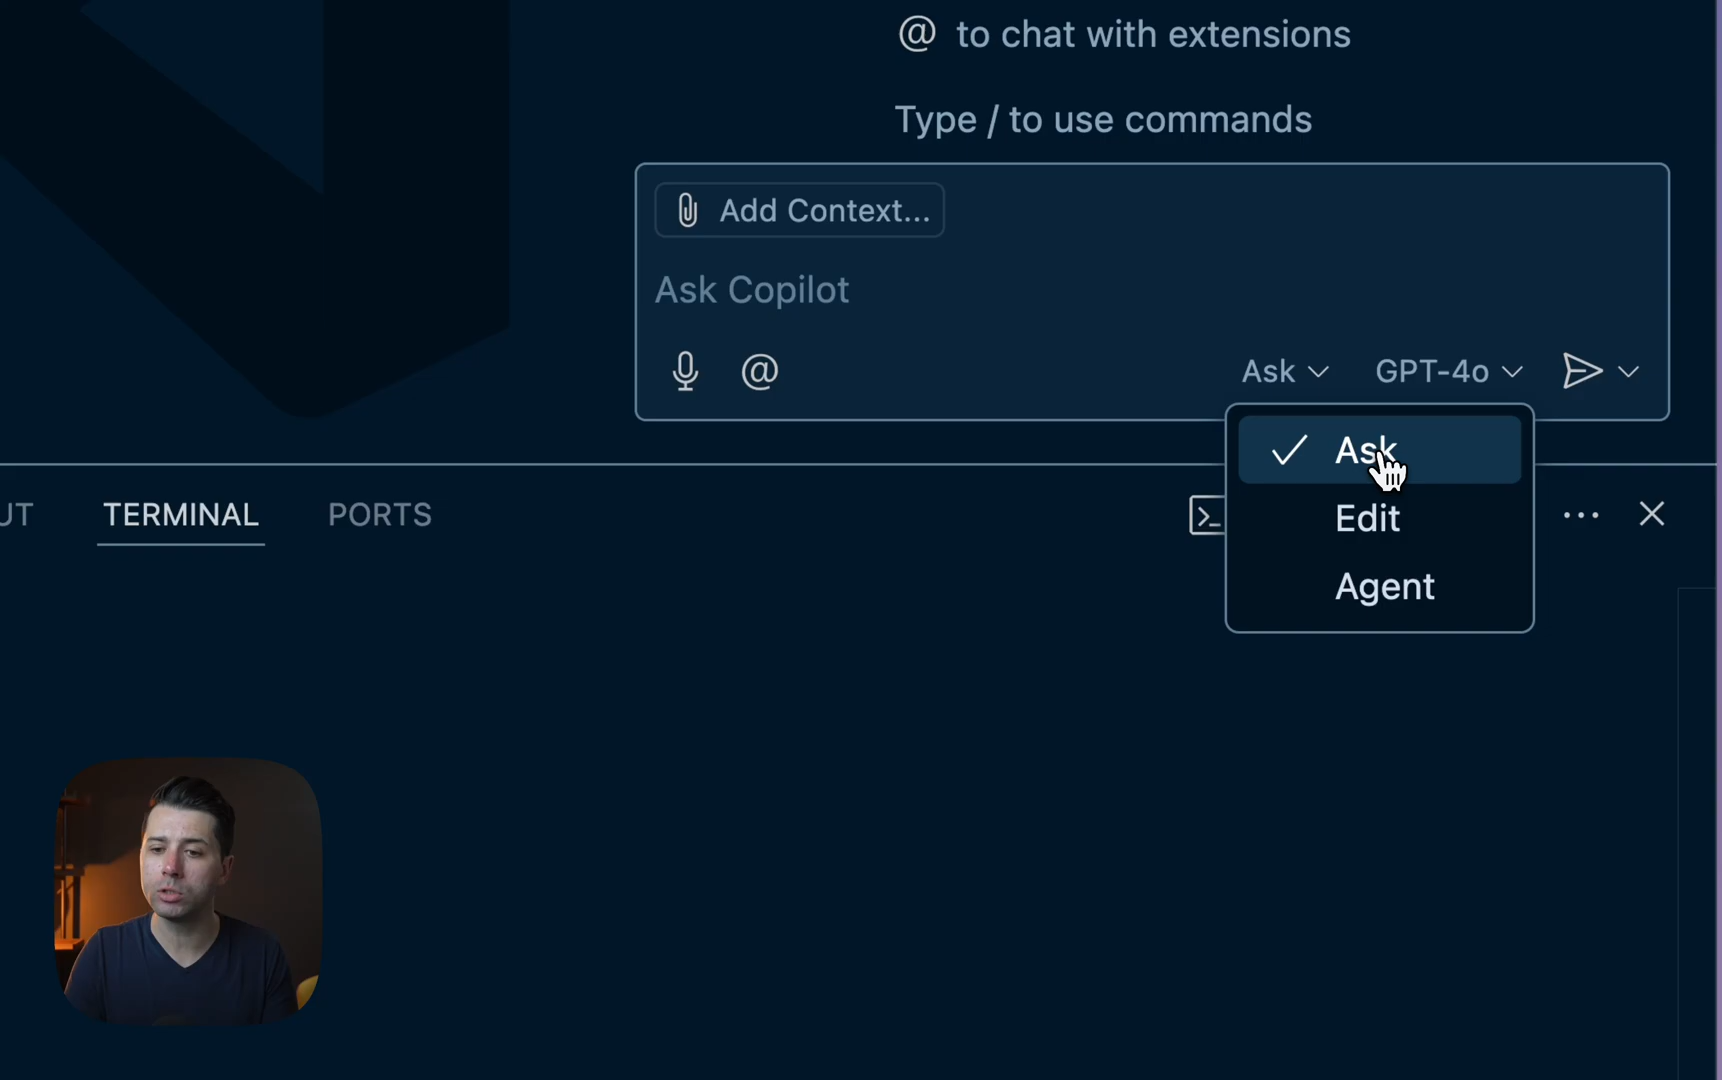 @ to chat with extensions
Type / to use commands
Add Context...
Ask Copilot
@
Ask GPT-4o
Ask
Edit
Agent
UT TERMINAL PORTS